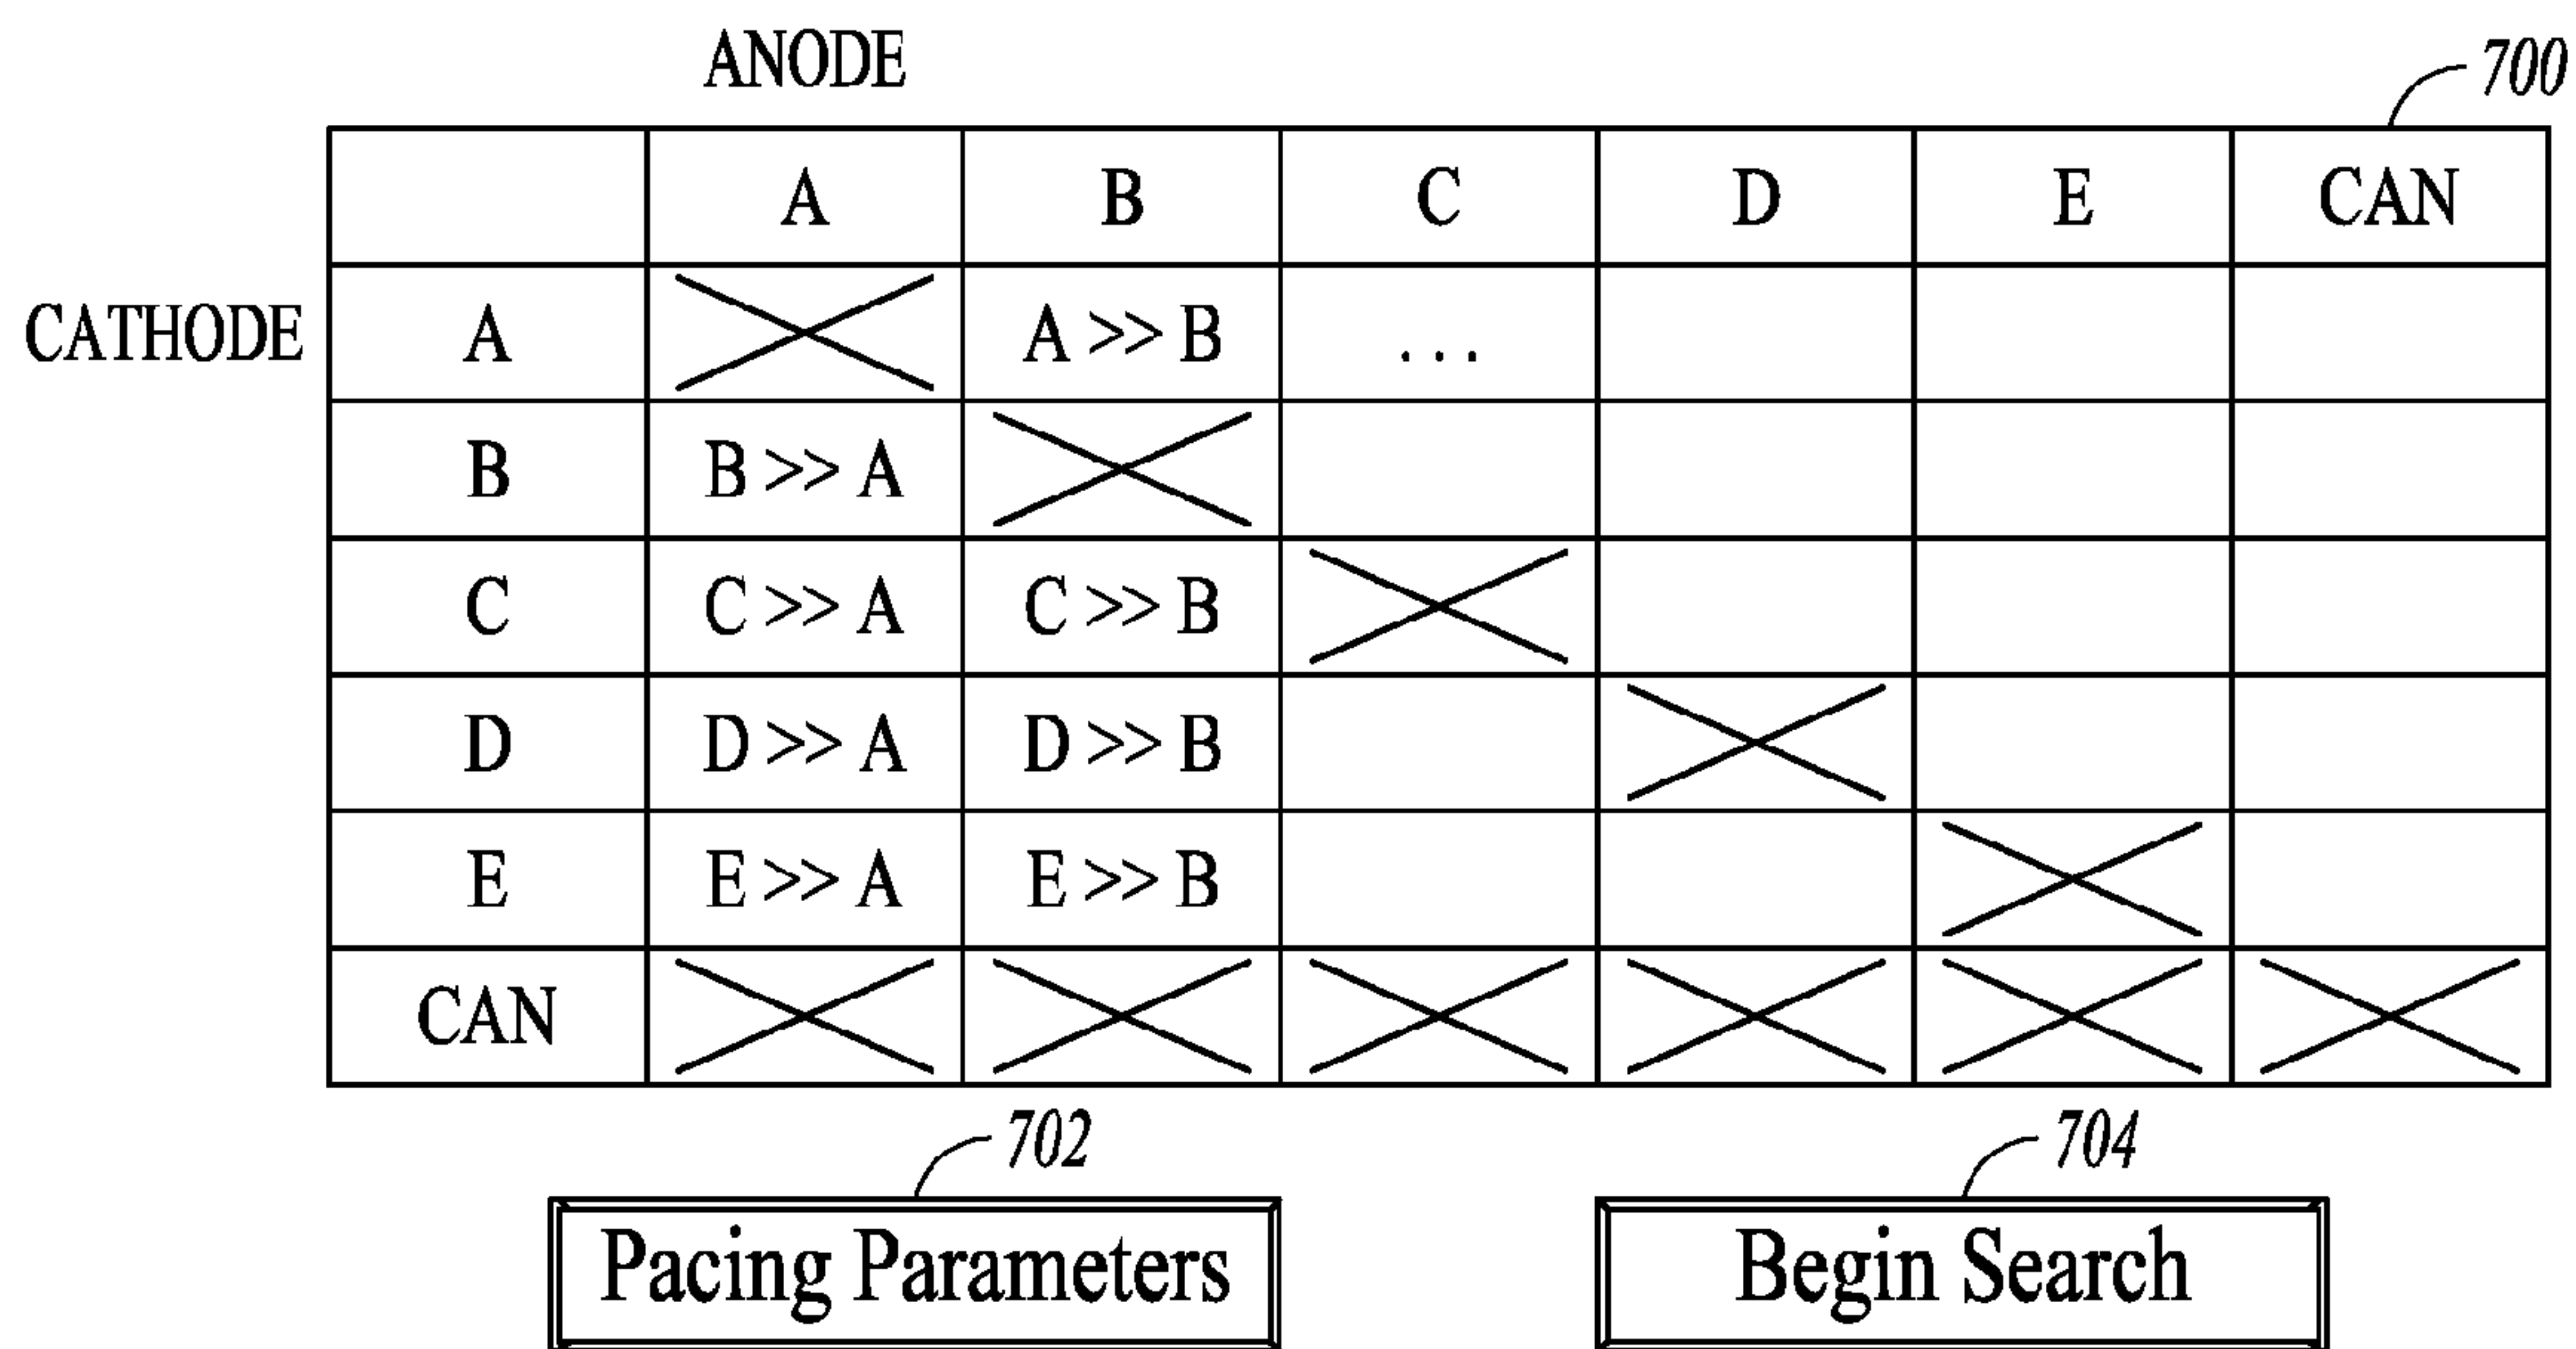 ANODE
700
A B C D E CAN
CATHODE A A >> B ...
B B >> A
C C >> A C >> B
D D >> A D >> B
E E >> A E >> B
CAN
702 704
Pacing Parameters Begin Search